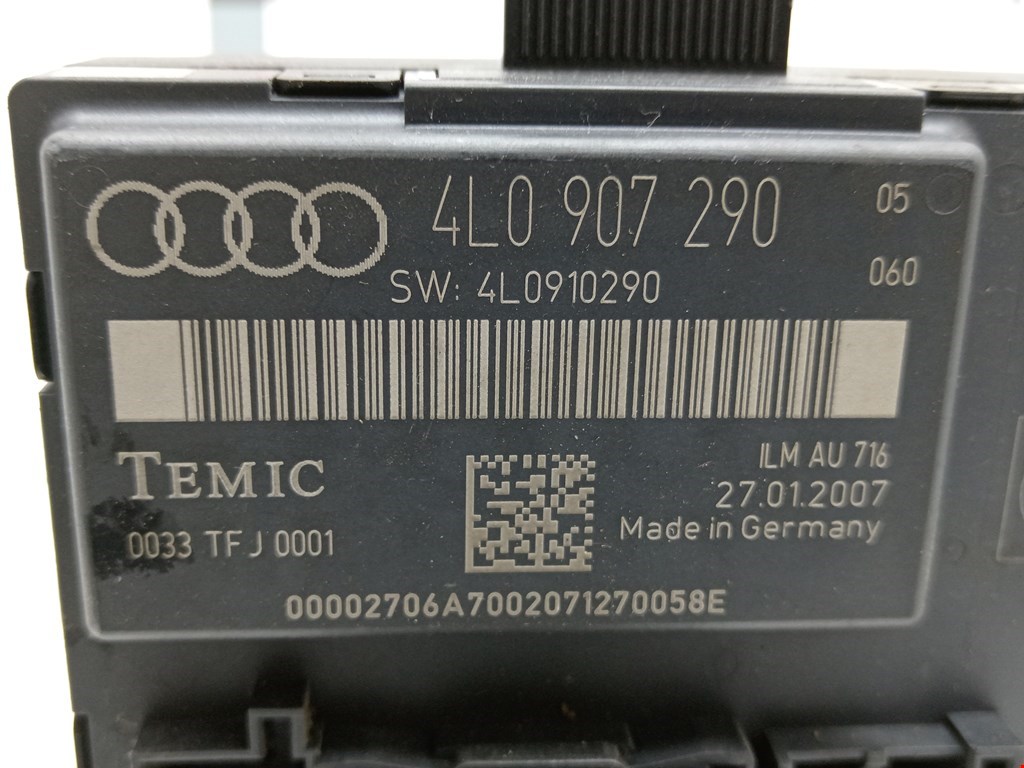 4L0 907 290 05
SW: 4L0910290 060
TEMIC
0033 TFJ 0001
ILM AU 716
27.01.2007
Made in Germany
00002706A7002071270058E